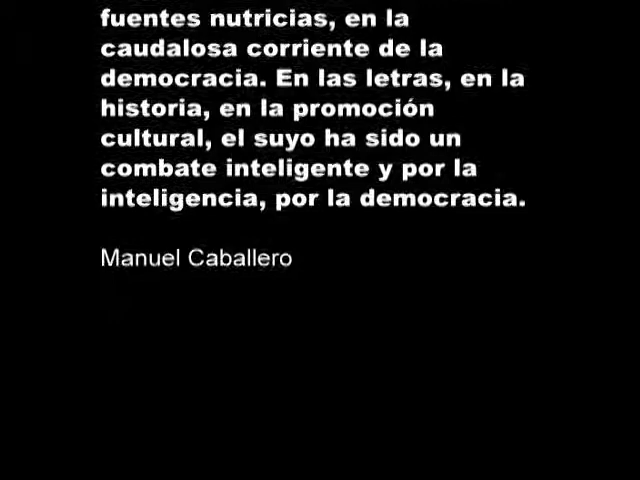 fuentes nutricias, en la
caudalosa corriente de la
democracia. En las letras, en la
historia, en la promoción
cultural, el suyo ha sido un
combate inteligente y por la
inteligencia, por la democracia.
Manuel Caballero